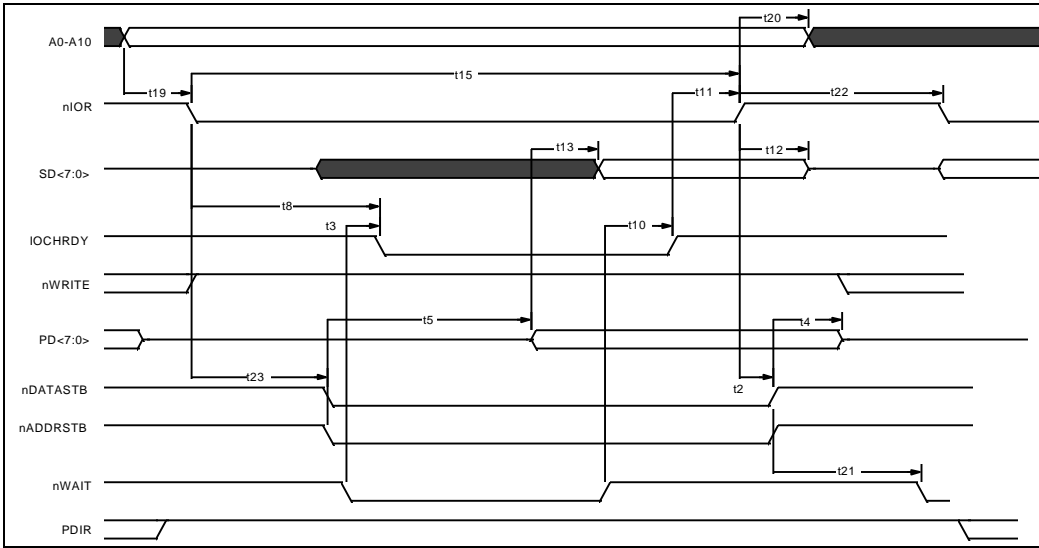 t20
A0-A10
t15
t19
t11
t22
nIOR
t13
t12
SD<7:0>
t8
t3
t10
IOCHRDY
nWRITE
t5
t4
PD<7:0>
t23
t2
nDATASTB
nADDRSTB
t21
nWAIT
PDIR